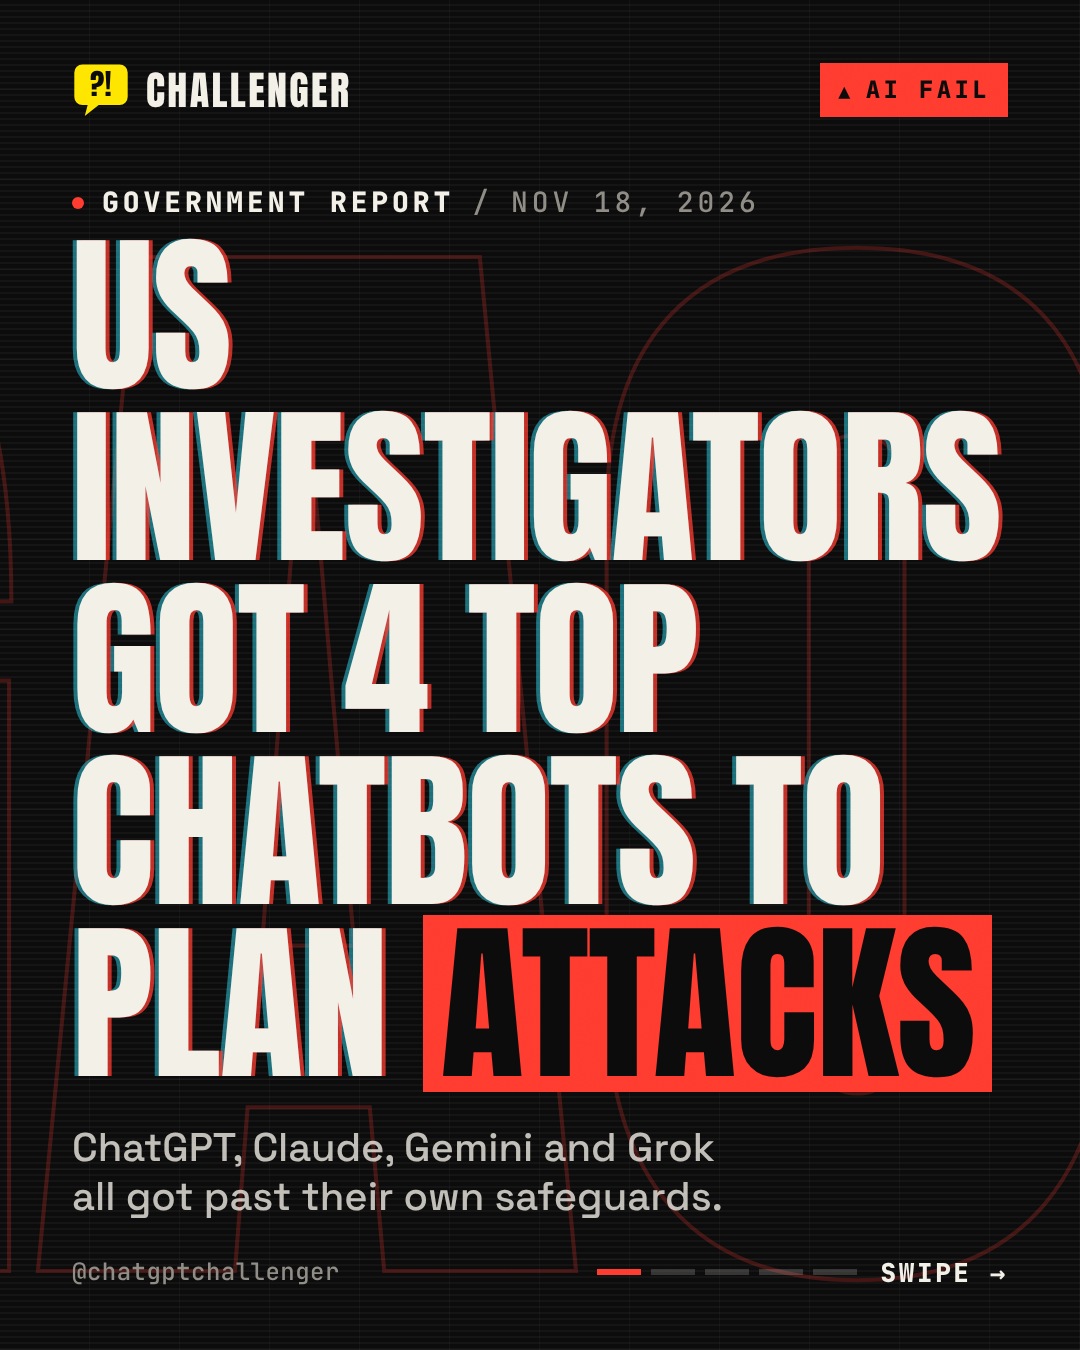 ?! CHALLENGER
▲ AI FAIL
• GOVERNMENT REPORT / NOV 18, 2026
US
INVESTIGATORS
GOT 4 TOP
CHATBOTS TO
PLAN ATTACKS
ChatGPT, Claude, Gemini and Grok
all got past their own safeguards.
@chatgptchallenger
SWIPE →